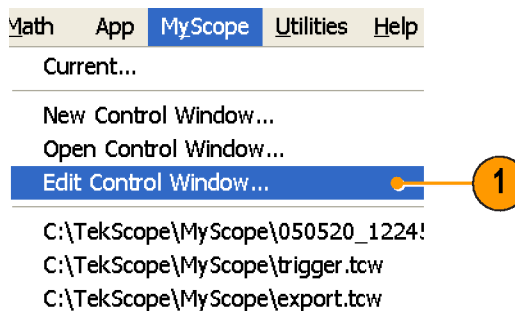 Math App MyScope Utilities Help
Current...
New Control Window...
Open Control Window...
Edit Control Window...
1
C:\TekScope\MyScope\050520_1224
C:\TekScope\MyScope\trigger.tcw
C:\TekScope\MyScope\export.tcw